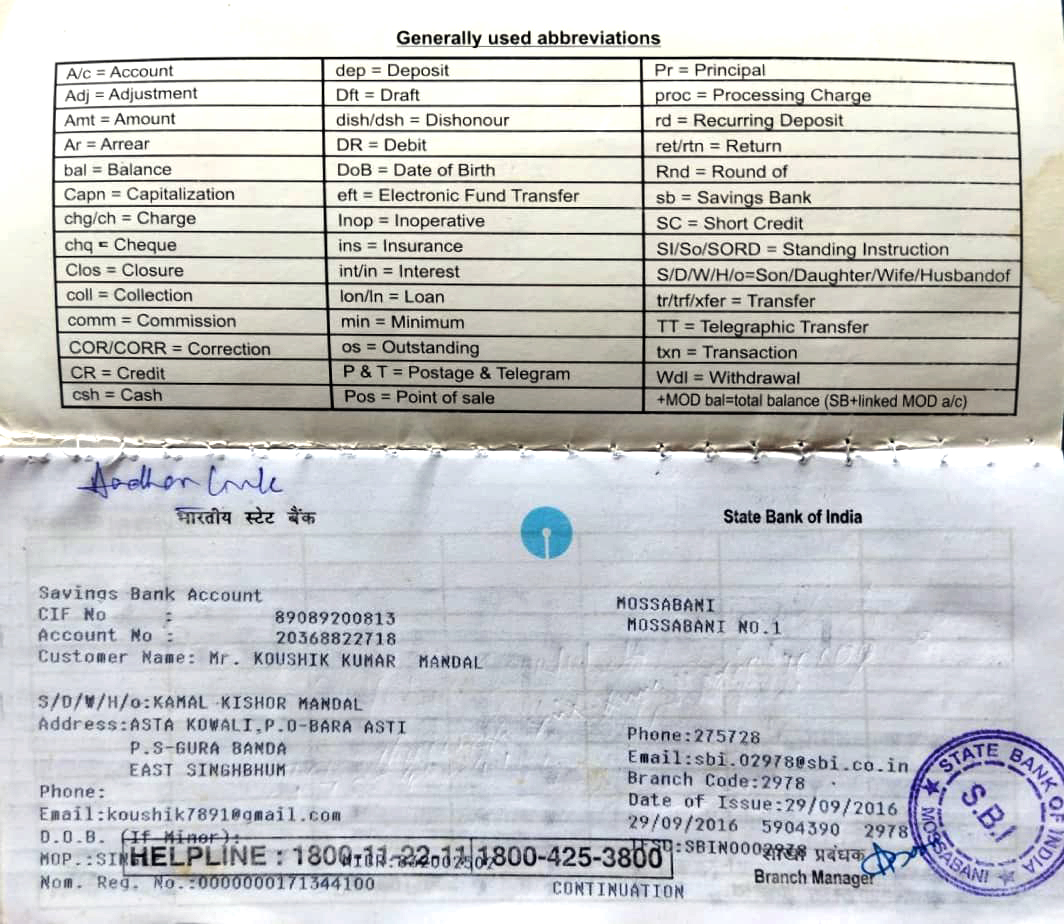 Generally used abbreviations
A/c = Account
Adj = Adjustment
Amt = Amount
Ar = Arrear
bal = Balance
Capn = Capitalization
chg/ch = Charge
chq = Cheque
Clos = Closure
coll = Collection
comm = Commission
COR/CORR = Correction
CR = Credit
csh = Cash
dep = Deposit
Dft = Draft
dish/dsh = Dishonour
DR = Debit
DoB = Date of Birth
eft = Electronic Fund Transfer
Inop = Inoperative
ins = Insurance
int/in = Interest
lon/ln = Loan
min = Minimum
os = Outstanding
P & T = Postage & Telegram
Pos = Point of sale
Pr = Principal
proc = Processing Charge
rd = Recurring Deposit
ret/rtn = Return
Rnd = Round of
sb = Savings Bank
SC = Short Credit
SI/So/SORD = Standing Instruction
S/D/W/H/o=Son/Daughter/Wife/Husbandof
tr/trf/xfer = Transfer
TT = Telegraphic Transfer
txn = Transaction
Wdl = Withdrawal
+MOD bal=total balance (SB+linked MOD a/c)
Aadhar Link
भारतीय स्टेट बैंक
State Bank of India
Savings Bank Account
CIF No : 89089200813
Account No : 20368822718
Customer Name: Mr. KOUSHIK KUMAR MANDAL
S/D/W/H/o:KAMAL KISHOR MANDAL
Address:ASTA KOWALI,P.O-BARA ASTI
P.S-GURA BANDA
EAST SINGHBHUM
Phone:
Email:koushik7891@gmail.com
D.O.B. (If Minor):
MOP.:SIN
HELPLINE : 1800-11-22-11 1800-425-3800
Nom. Reg. No.:0000000171344100
MOSSABANI
MOSSABANI NO.1
Phone:275728
Email:sbi.02978@sbi.co.in
Branch Code:2978
Date of Issue:29/09/2016
29/09/2016 5904390 2978
शाखा प्रबंधक
Branch Manager
CONTINUATION
STATE BANK OF INDIA
S.B.I
MOSSABANI